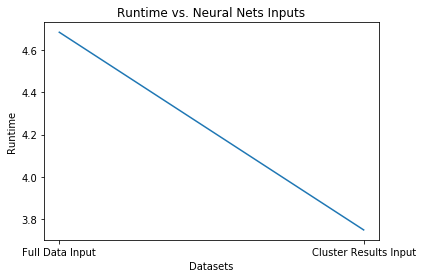 Runtime vs. Neural Nets Inputs
Runtime
4.6
4.4
4.2
4.0
3.8
Full Data Input
Cluster Results Input
Datasets